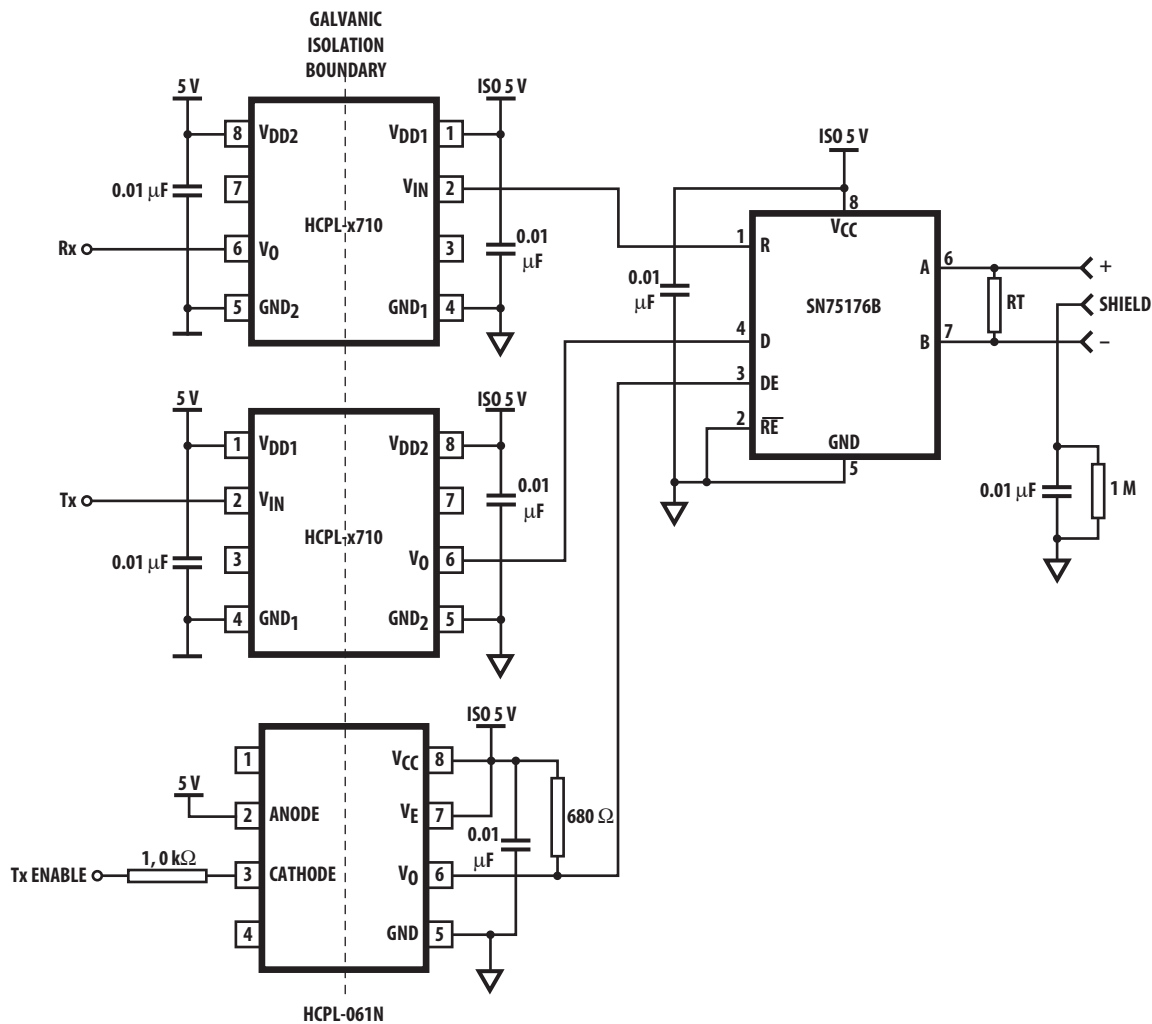 GALVANIC
ISOLATION
BOUNDARY
5 V
ISO 5 V
8 VDD2
VDD1 1
0.01 μF
7
VIN 2
HCPL-x710
Rx
6 VO
3
0.01
μF
5 GND2
GND1 4
5 V
ISO 5 V
1 VDD1
VDD2 8
Tx
2 VIN
7
0.01
μF
HCPL-x710
0.01 μF
3
VO 6
4 GND1
GND2 5
ISO 5 V
1
VCC 8
5 V
2 ANODE
VE 7
0.01
μF
680 Ω
Tx ENABLE
1, 0 kΩ
3 CATHODE
VO 6
4
GND 5
HCPL-061N
ISO 5 V
8
VCC
1
R
A
6
+
0.01
μF
SN75176B
RT
SHIELD
4
D
B
7
–
3
DE
2
RE
GND
5
0.01 μF
1 M